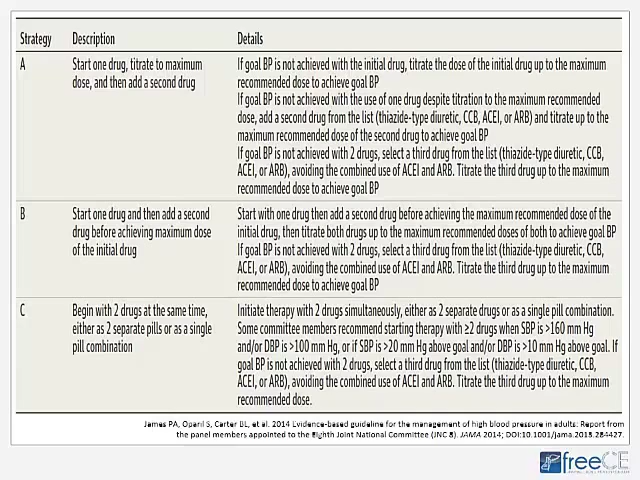 Strategy Description Details
A Start one drug, titrate to maximum dose, and then add a second drug
If goal BP is not achieved with the initial drug, titrate the dose of the initial drug up to the maximum
recommended dose to achieve goal BP
If goal BP is not achieved with the use of one drug despite titration to the maximum recommended
dose, add a second drug from the list (thiazide-type diuretic, CCB, ACEI, or ARB) and titrate up to the
maximum recommended dose of the second drug to achieve goal BP
If goal BP is not achieved with 2 drugs, select a third drug from the list (thiazide-type diuretic, CCB,
ACEI, or ARB), avoiding the combined use of ACEI and ARB. Titrate the third drug up to the maximum
recommended dose to achieve goal BP
B Start one drug and then add a second
drug before achieving maximum dose
of the initial drug
Start with one drug then add a second drug before achieving the maximum recommended dose of the
initial drug, then titrate both drugs up to the maximum recommended doses of both to achieve goal BP
If goal BP is not achieved with 2 drugs, select a third drug from the list (thiazide-type diuretic, CCB,
ACEI, or ARB), avoiding the combined use of ACEI and ARB. Titrate the third drug up to the maximum
recommended dose to achieve goal BP
C Begin with 2 drugs at the same time,
either as 2 separate pills or as a single
pill combination
Initiate therapy with 2 drugs simultaneously, either as 2 separate drugs or as a single pill combination.
Some committee members recommend starting therapy with ≥2 drugs when SBP is >160 mm Hg
and/or DBP is >100 mm Hg, or if SBP is >20 mm Hg above goal and/or DBP is >10 mm Hg above goal. If
goal BP is not achieved with 2 drugs, select a third drug from the list (thiazide-type diuretic, CCB,
ACEI, or ARB), avoiding the combined use of ACEI and ARB. Titrate the third drug up to the maximum
recommended dose.
James PA, Oparil S, Carter BL, et al. 2014 Evidence-based guideline for the management of high blood pressure in adults: Report from
the panel members appointed to the Eighth Joint National Committee (JNC 8). JAMA 2014; DOI:10.1001/jama.2013.284427.
freeCE